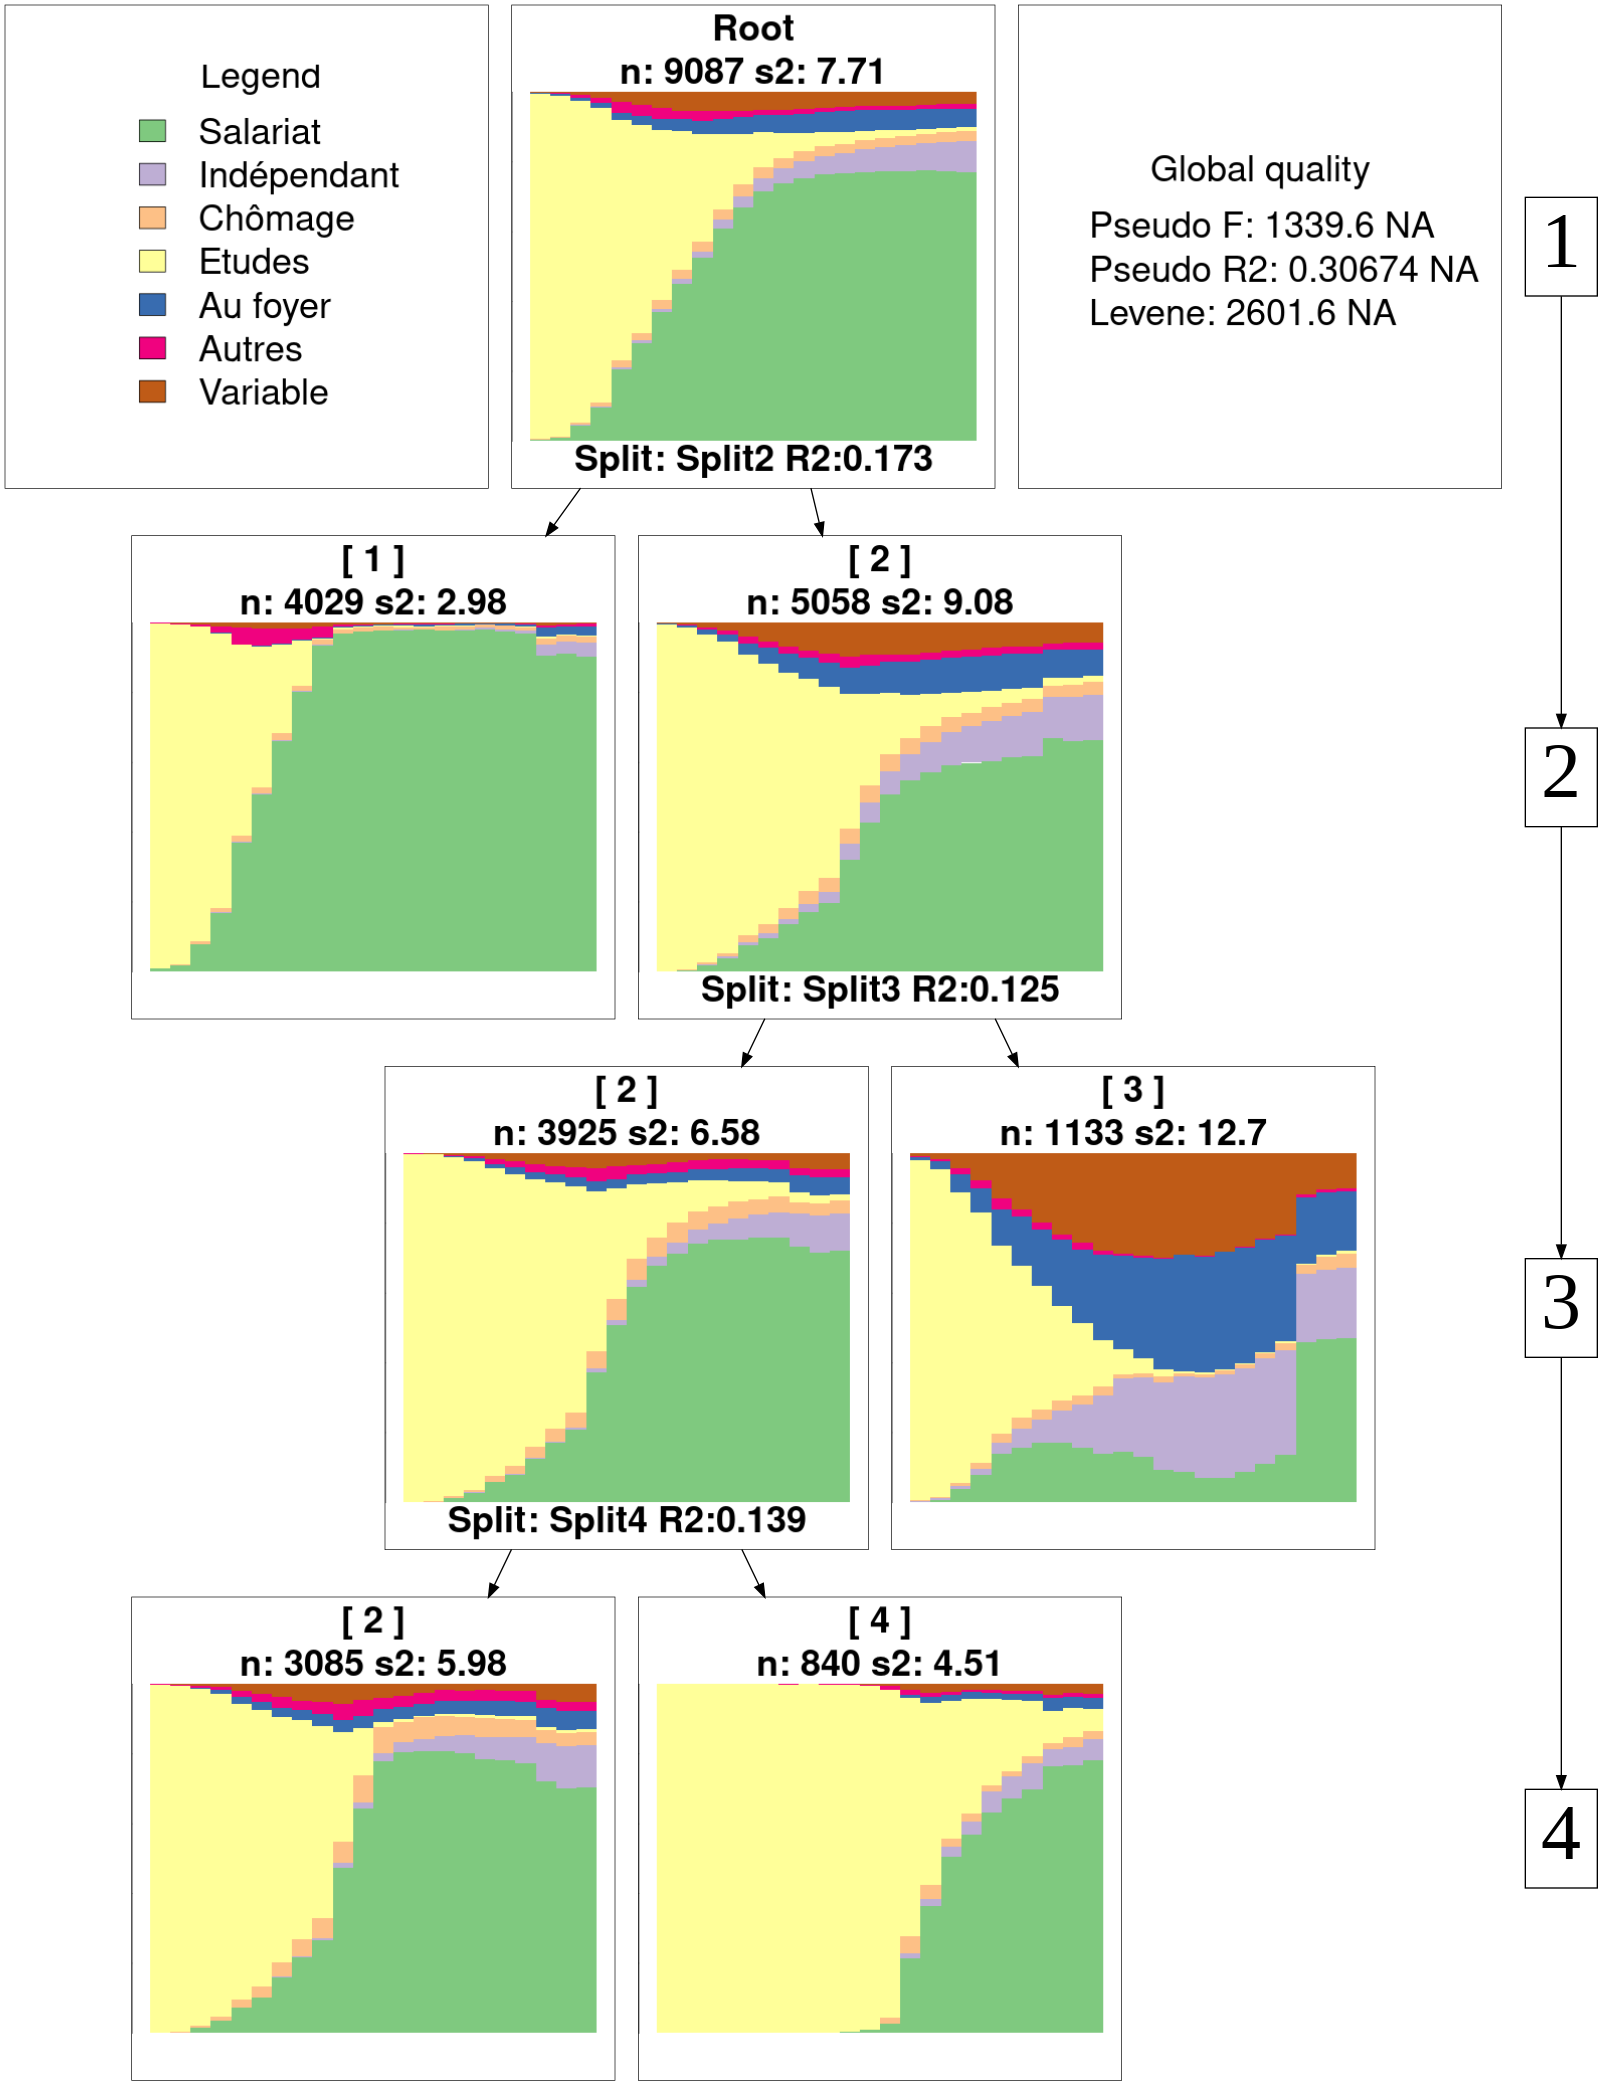 Legend
Salariat
Indépendant
Chômage
Etudes
Au foyer
Autres
Variable
Root
n: 9087 s2: 7.71
Split: Split2 R2:0.173
Global quality
Pseudo F: 1339.6 NA
Pseudo R2: 0.30674 NA
Levene: 2601.6 NA
1
[ 1 ]
n: 4029 s2: 2.98
[ 2 ]
n: 5058 s2: 9.08
Split: Split3 R2:0.125
2
[ 2 ]
n: 3925 s2: 6.58
Split: Split4 R2:0.139
[ 3 ]
n: 1133 s2: 12.7
3
[ 2 ]
n: 3085 s2: 5.98
[ 4 ]
n: 840 s2: 4.51
4